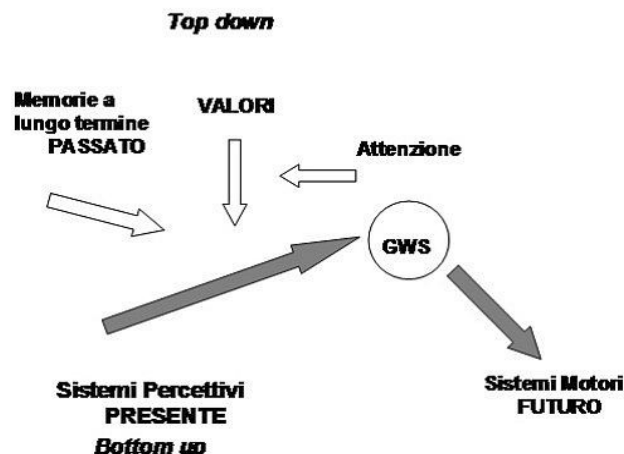 Top down
Memorie a
lungo termine
PASSATO
VALORI
Attenzione
GWS
Sistemi Percettivi
PRESENTE
Bottom up
Sistemi Motori
FUTURO